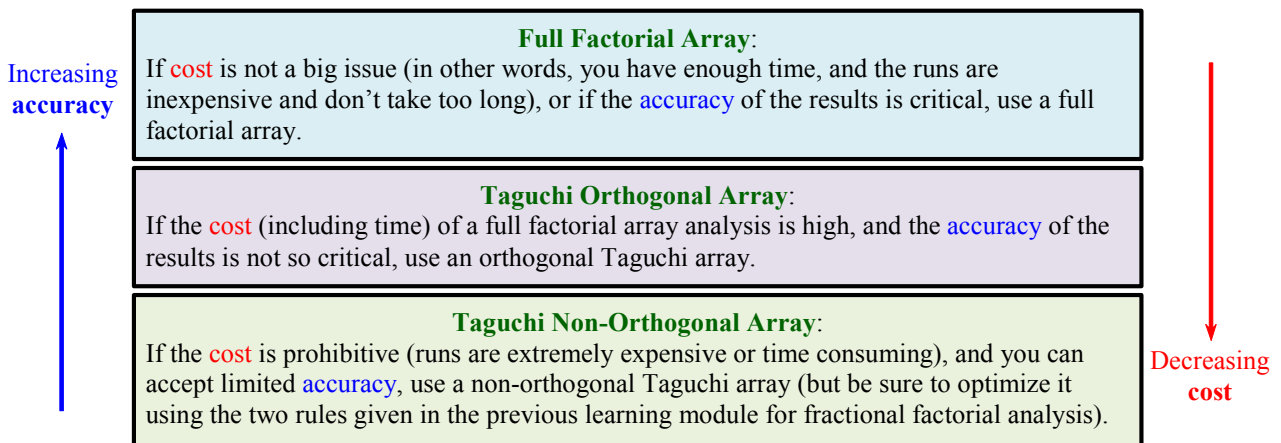 Increasing
accuracy
Full Factorial Array:
If cost is not a big issue (in other words, you have enough time, and the runs are
inexpensive and don’t take too long), or if the accuracy of the results is critical, use a full
factorial array.
Taguchi Orthogonal Array:
If the cost (including time) of a full factorial array analysis is high, and the accuracy of the
results is not so critical, use an orthogonal Taguchi array.
Taguchi Non-Orthogonal Array:
If the cost is prohibitive (runs are extremely expensive or time consuming), and you can
accept limited accuracy, use a non-orthogonal Taguchi array (but be sure to optimize it
using the two rules given in the previous learning module for fractional factorial analysis).
Decreasing
cost